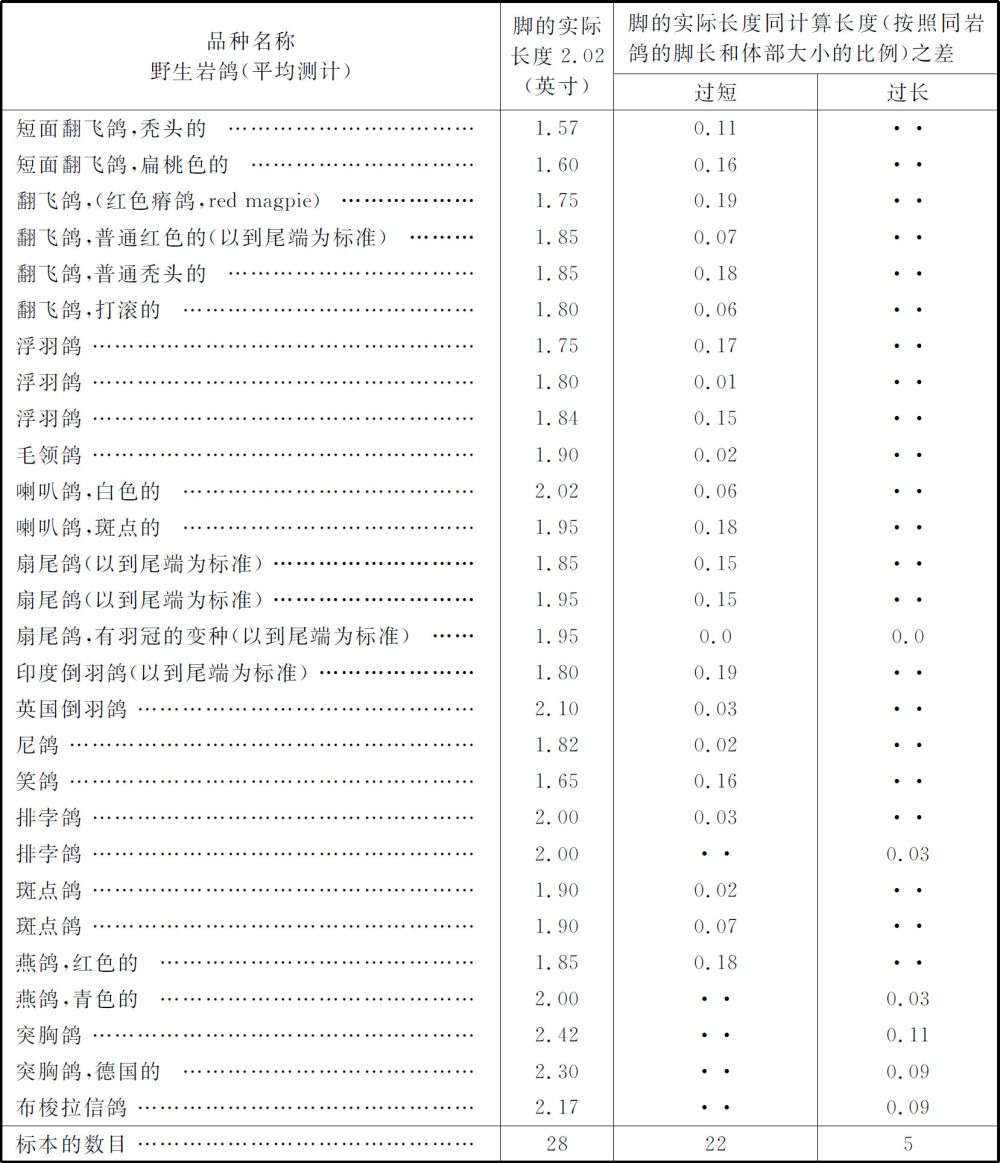 品种名称
野生岩鸽(平均测计)
脚的实际
长度2.02
(英寸)
脚的实际长度同计算长度(按照同岩
鸽的脚长和体部大小的比例)之差
过短 过长
短面翻飞鸽,秃头的 …………………………… 1.57 0.11 ··
短面翻飞鸽,扁桃色的 ………………………… 1.60 0.16 ··
翻飞鸽,(红色瘠鸽,red magpie) ……………… 1.75 0.19 ··
翻飞鸽,普通红色的(以到尾端为标准) ……… 1.85 0.07 ··
翻飞鸽,普通秃头的 …………………………… 1.85 0.18 ··
翻飞鸽,打滚的 ………………………………… 1.80 0.06 ··
浮羽鸽 …………………………………………… 1.75 0.17 ··
浮羽鸽 …………………………………………… 1.80 0.01 ··
浮羽鸽 …………………………………………… 1.84 0.15 ··
毛领鸽 …………………………………………… 1.90 0.02 ··
喇叭鸽,白色的 ………………………………… 2.02 0.06 ··
喇叭鸽,斑点的 ………………………………… 1.95 0.18 ··
扇尾鸽(以到尾端为标准) ……………………… 1.85 0.15 ··
扇尾鸽(以到尾端为标准) ……………………… 1.95 0.15 ··
扇尾鸽,有羽冠的变种(以到尾端为标准) …… 1.95 0.0 0.0
印度倒羽鸽(以到尾端为标准) ………………… 1.80 0.19 ··
英国倒羽鸽 ……………………………………… 2.10 0.03 ··
尼鸽 ……………………………………………… 1.82 0.02 ··
笑鸽 ……………………………………………… 1.65 0.16 ··
排孛鸽 …………………………………………… 2.00 0.03 ··
排孛鸽 …………………………………………… 2.00 ·· 0.03
斑点鸽 …………………………………………… 1.90 0.02 ··
斑点鸽 …………………………………………… 1.90 0.07 ··
燕鸽,红色的 …………………………………… 1.85 0.18 ··
燕鸽,青色的 …………………………………… 2.00 ·· 0.03
突胸鸽 …………………………………………… 2.42 ·· 0.11
突胸鸽,德国的 ………………………………… 2.30 ·· 0.09
布梭拉信鸽 ……………………………………… 2.17 ·· 0.09
标本的数目 ……………………………………… 28 22 5